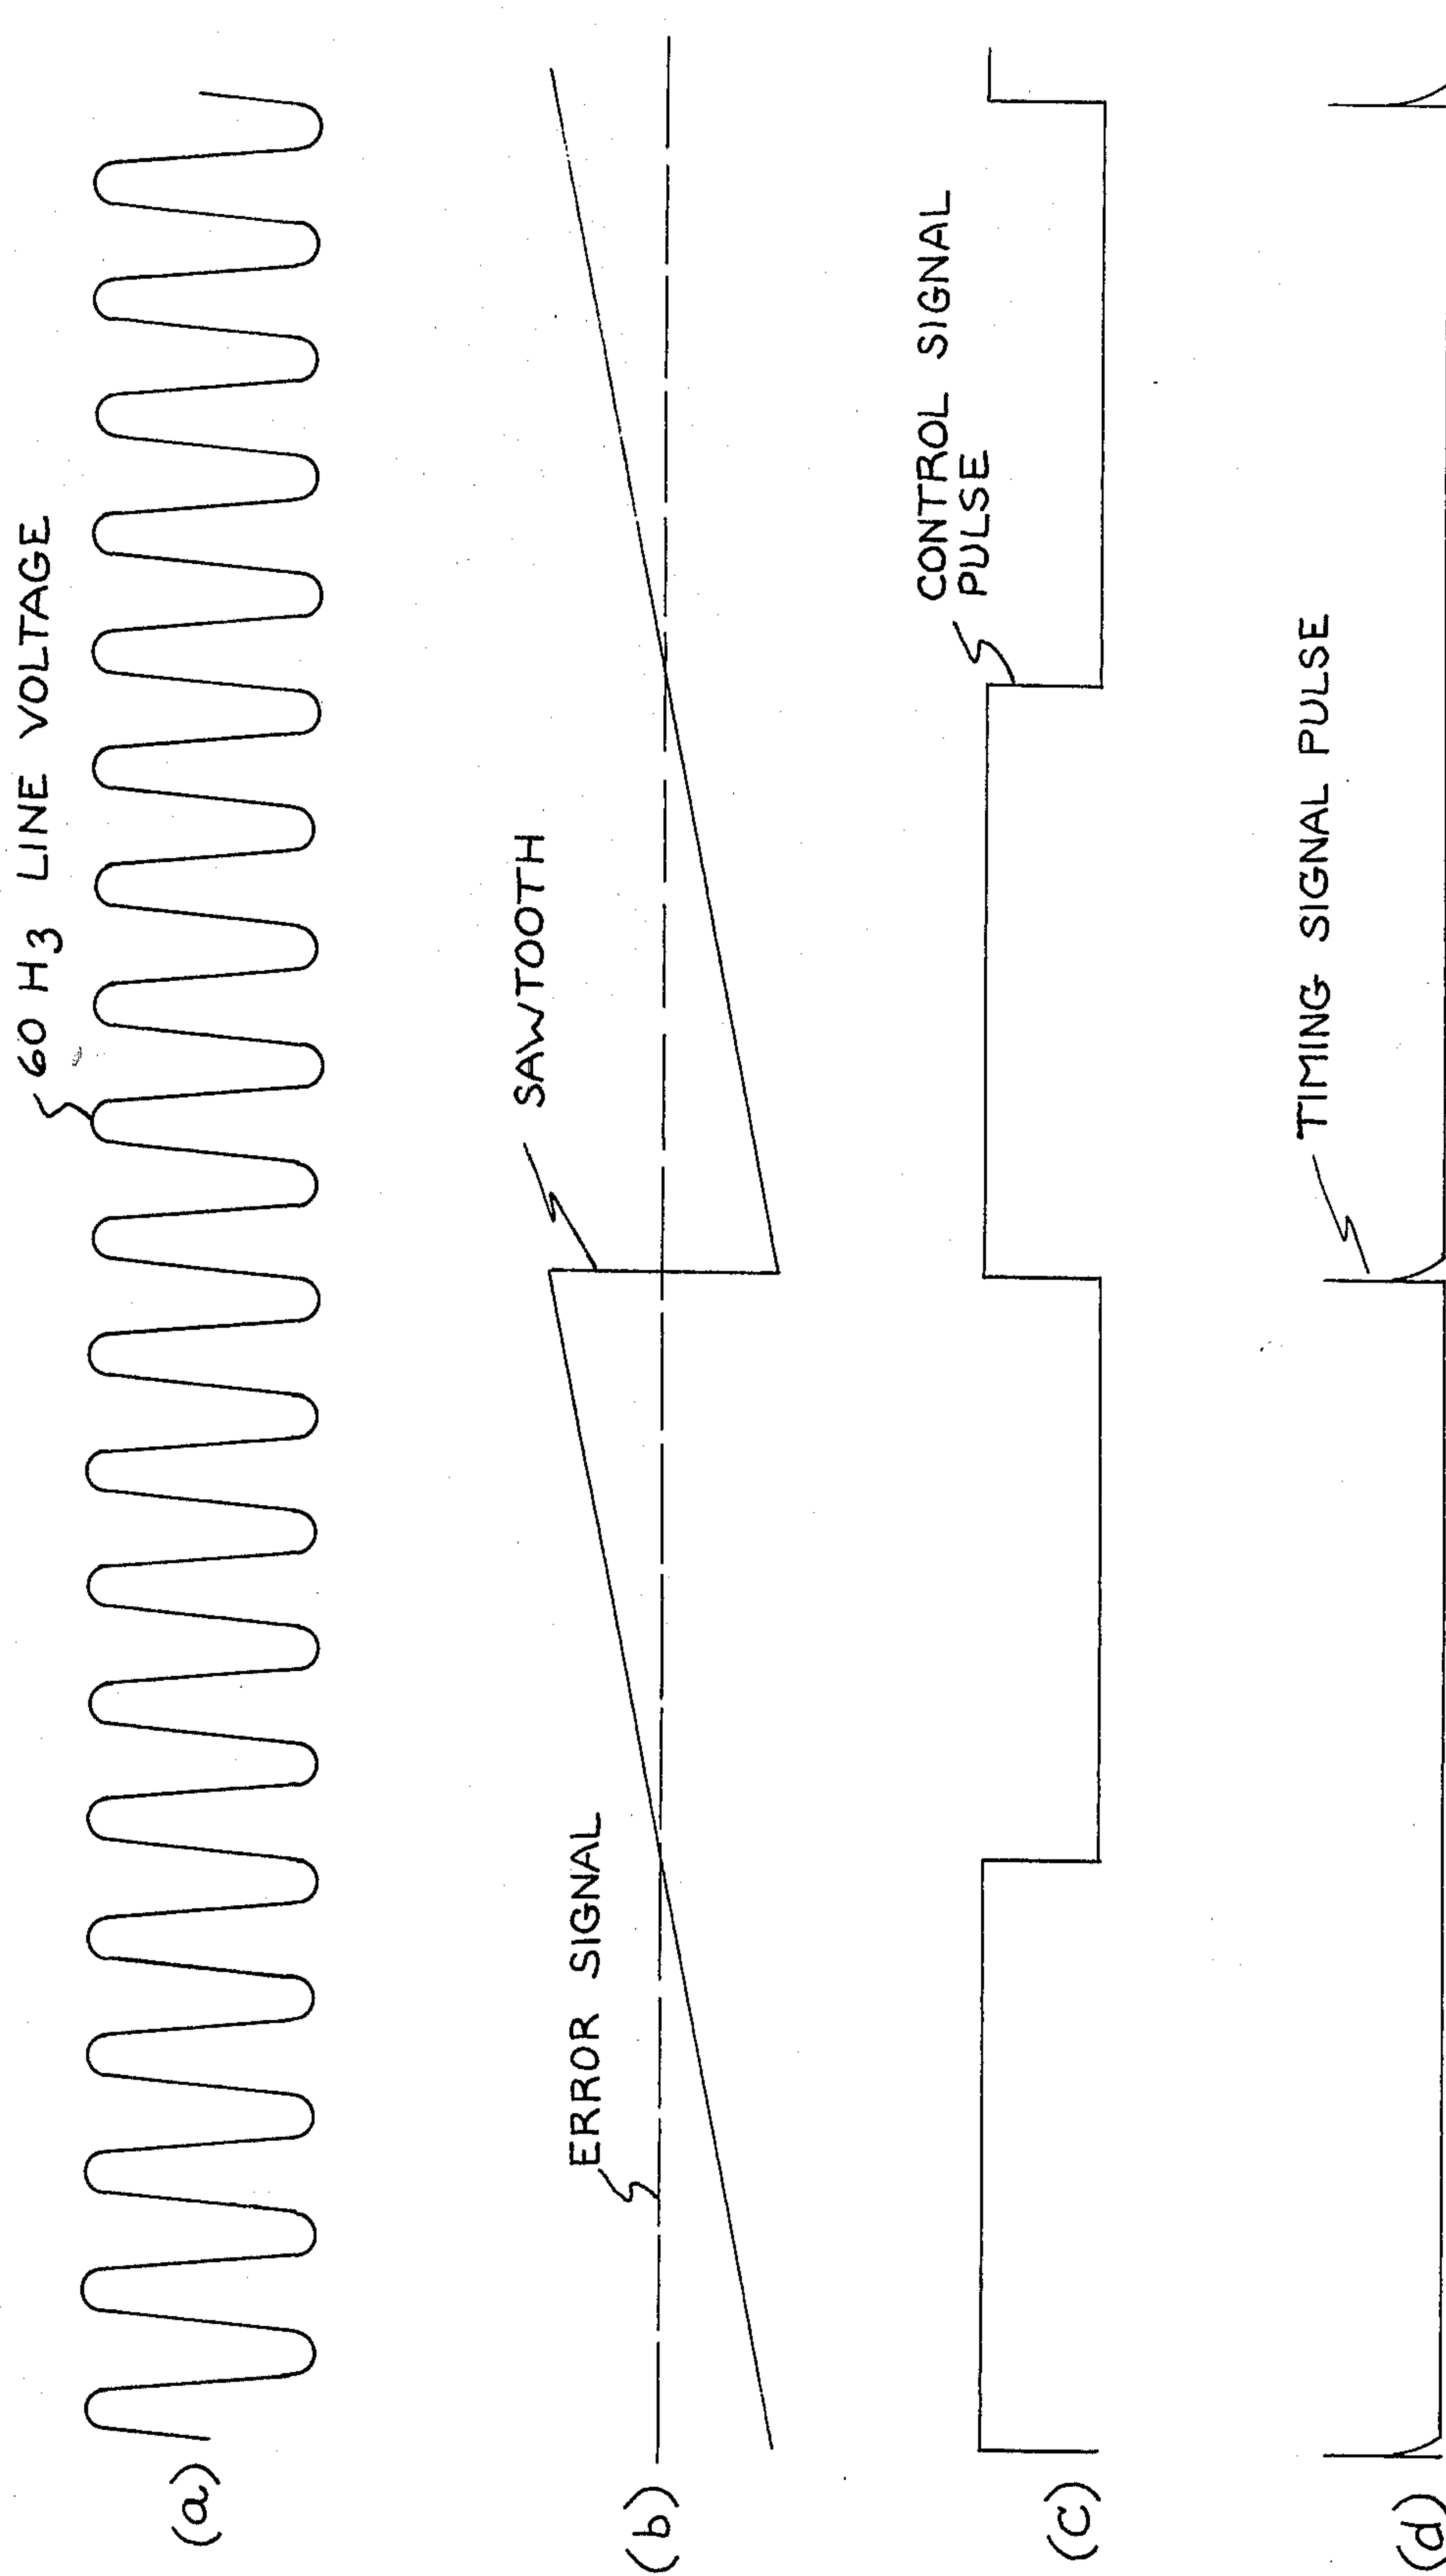 60 H3 LINE VOLTAGE
(a)
SAWTOOTH
ERROR SIGNAL
(b)
CONTROL SIGNAL
PULSE
(c)
TIMING SIGNAL PULSE
(d)